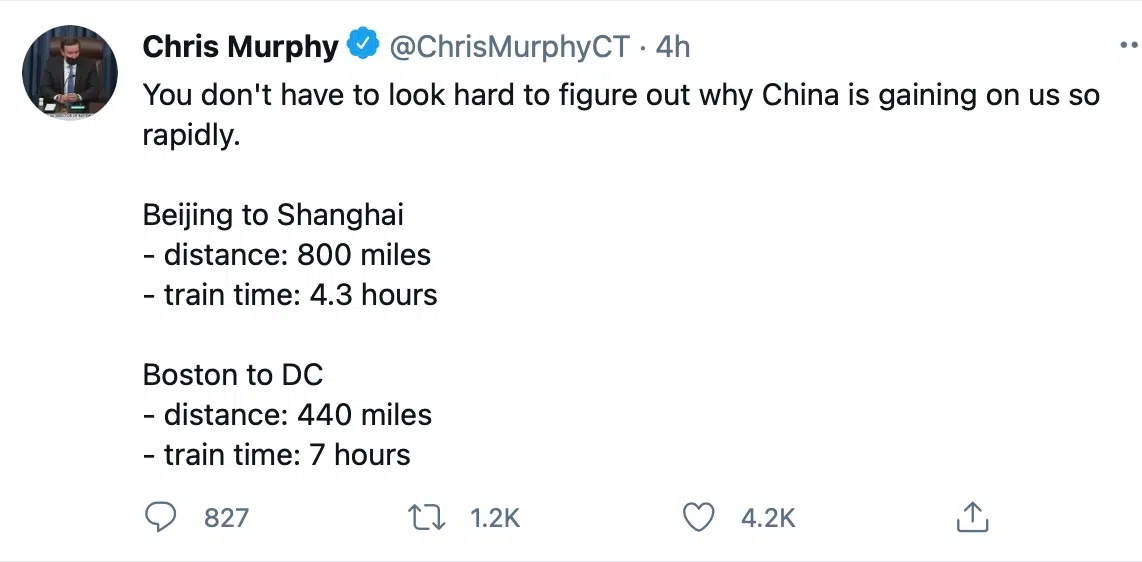 Chris Murphy @ChrisMurphyCT · 4h
You don't have to look hard to figure out why China is gaining on us so
rapidly.
Beijing to Shanghai
- distance: 800 miles
- train time: 4.3 hours
Boston to DC
- distance: 440 miles
- train time: 7 hours
827 1.2K 4.2K